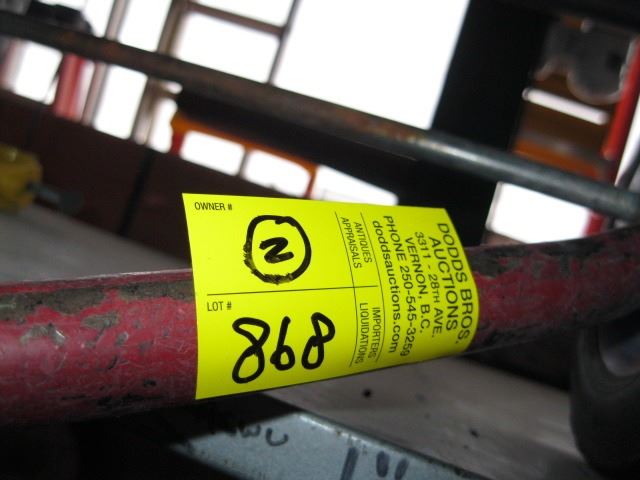 OWNER #
N
LOT #
868
ANTIQUES
APPRAISALS
IMPORTERS
LIQUIDATIONS
DODDS BROS.
AUCTIONS
3311 - 28TH AVE.
VERNON, B.C.
PHONE 250-545-3259
doddsauctions.com
1"